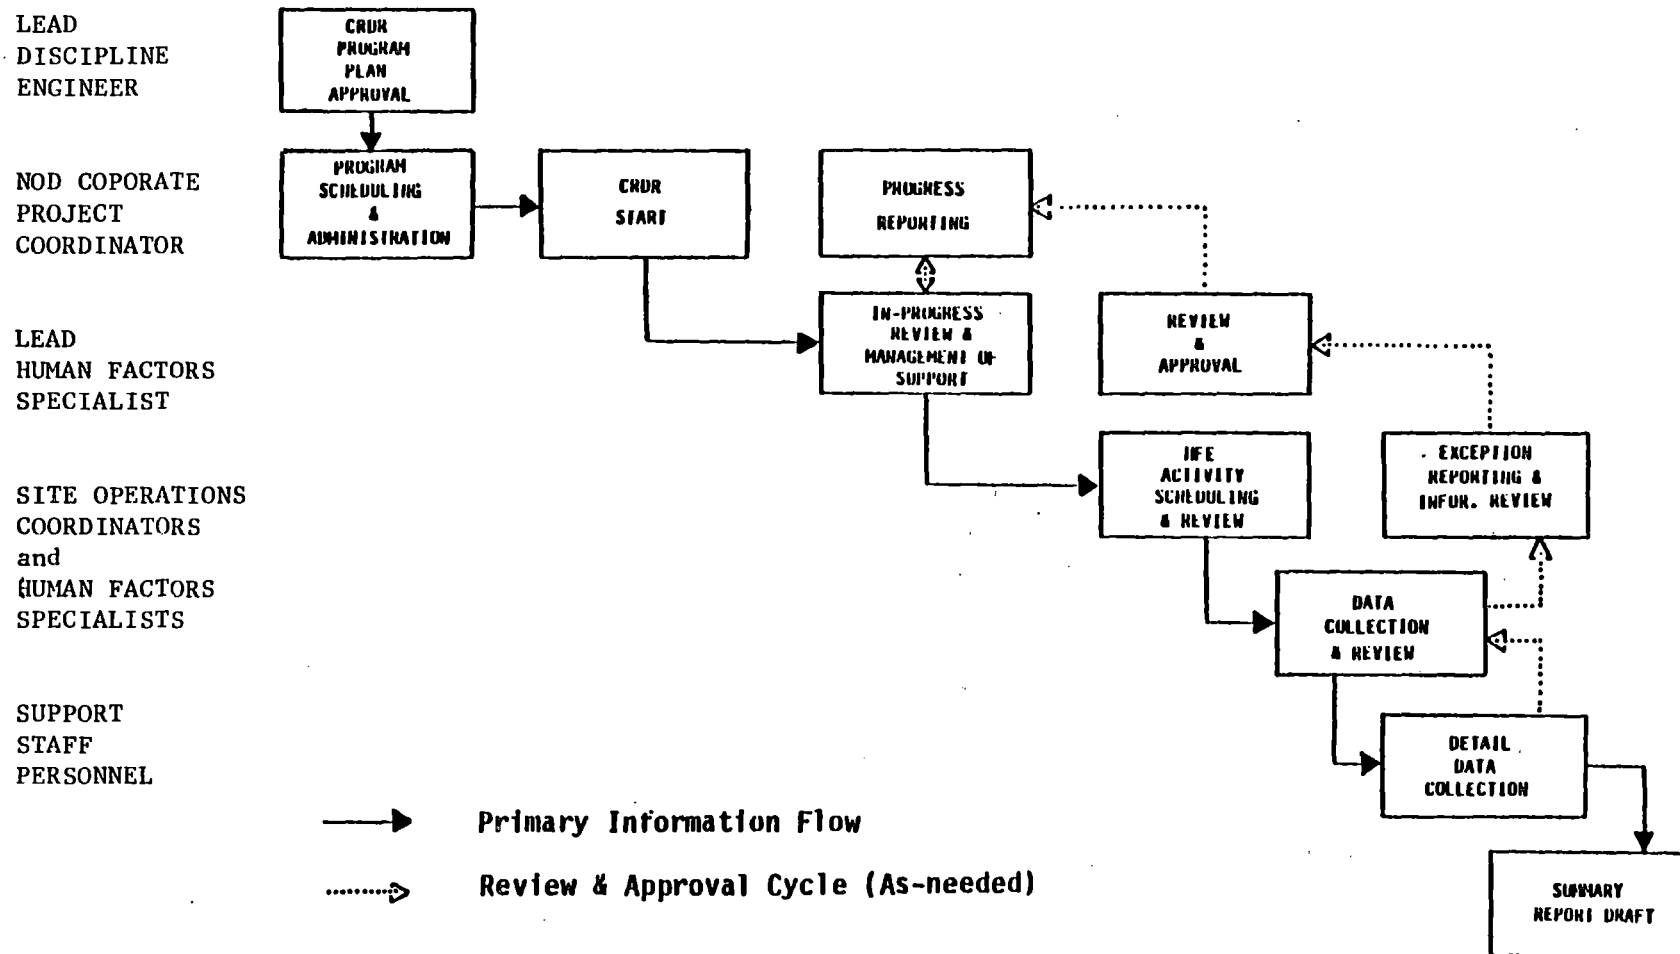 LEAD
DISCIPLINE
ENGINEER
CRDR
PROGRAM
PLAN
APPROVAL
NOD COPORATE
PROJECT
COORDINATOR
PROGRAM
SCHEDULING
&
ADMINISTRATION
CRDR
START
PROGRESS
REPORTING
LEAD
HUMAN FACTORS
SPECIALIST
IN-PROGRESS
REVIEW &
MANAGEMENT OF
SUPPORT
REVIEW
&
APPROVAL
SITE OPERATIONS
COORDINATORS
and
HUMAN FACTORS
SPECIALISTS
HFE
ACTIVITY
SCHEDULING
& REVIEW
EXCEPTION
REPORTING &
INFOR. REVIEW
DATA
COLLECTION
& REVIEW
SUPPORT
STAFF
PERSONNEL
DETAIL
DATA
COLLECTION
Primary Information Flow
Review & Approval Cycle (As-needed)
SUMMARY
REPORT DRAFT